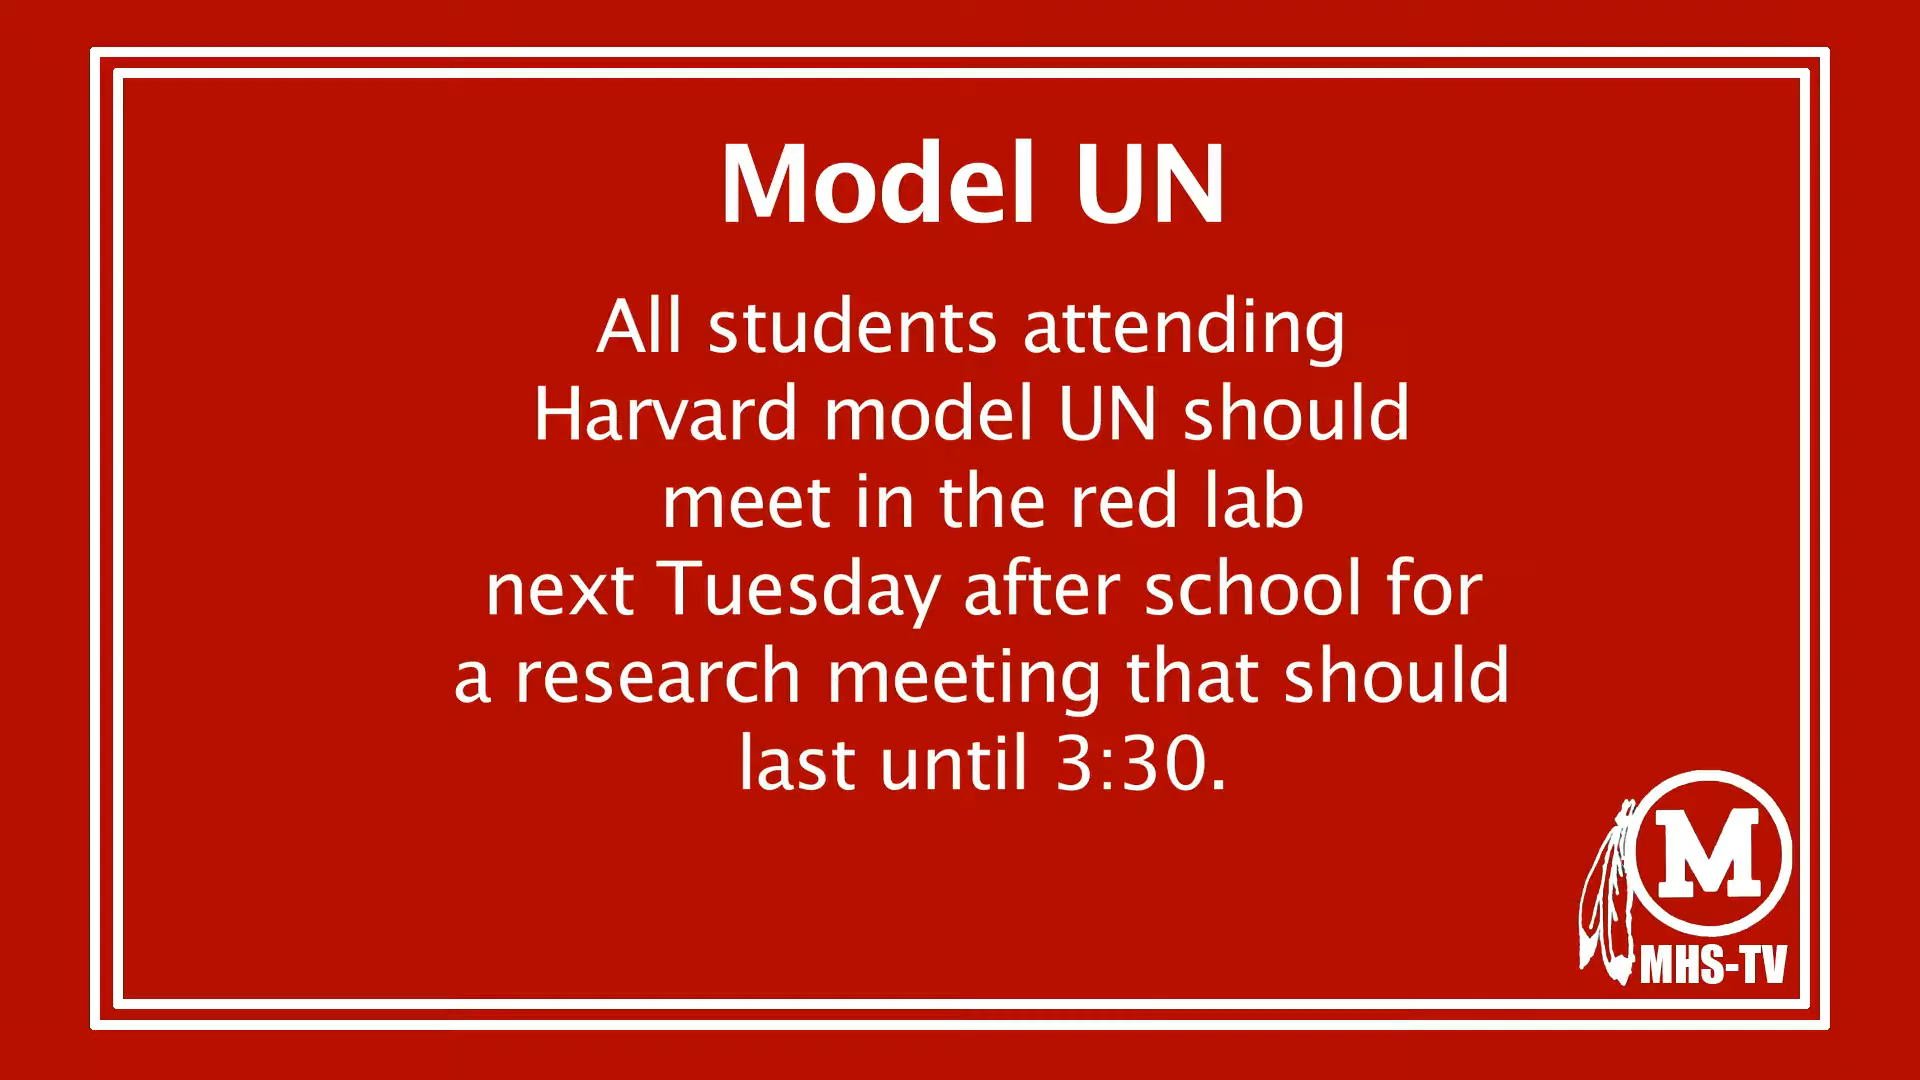 Model UN
All students attending
Harvard model UN should
meet in the red lab
next Tuesday after school for
a research meeting that should
last until 3:30.
M
MHS-TV